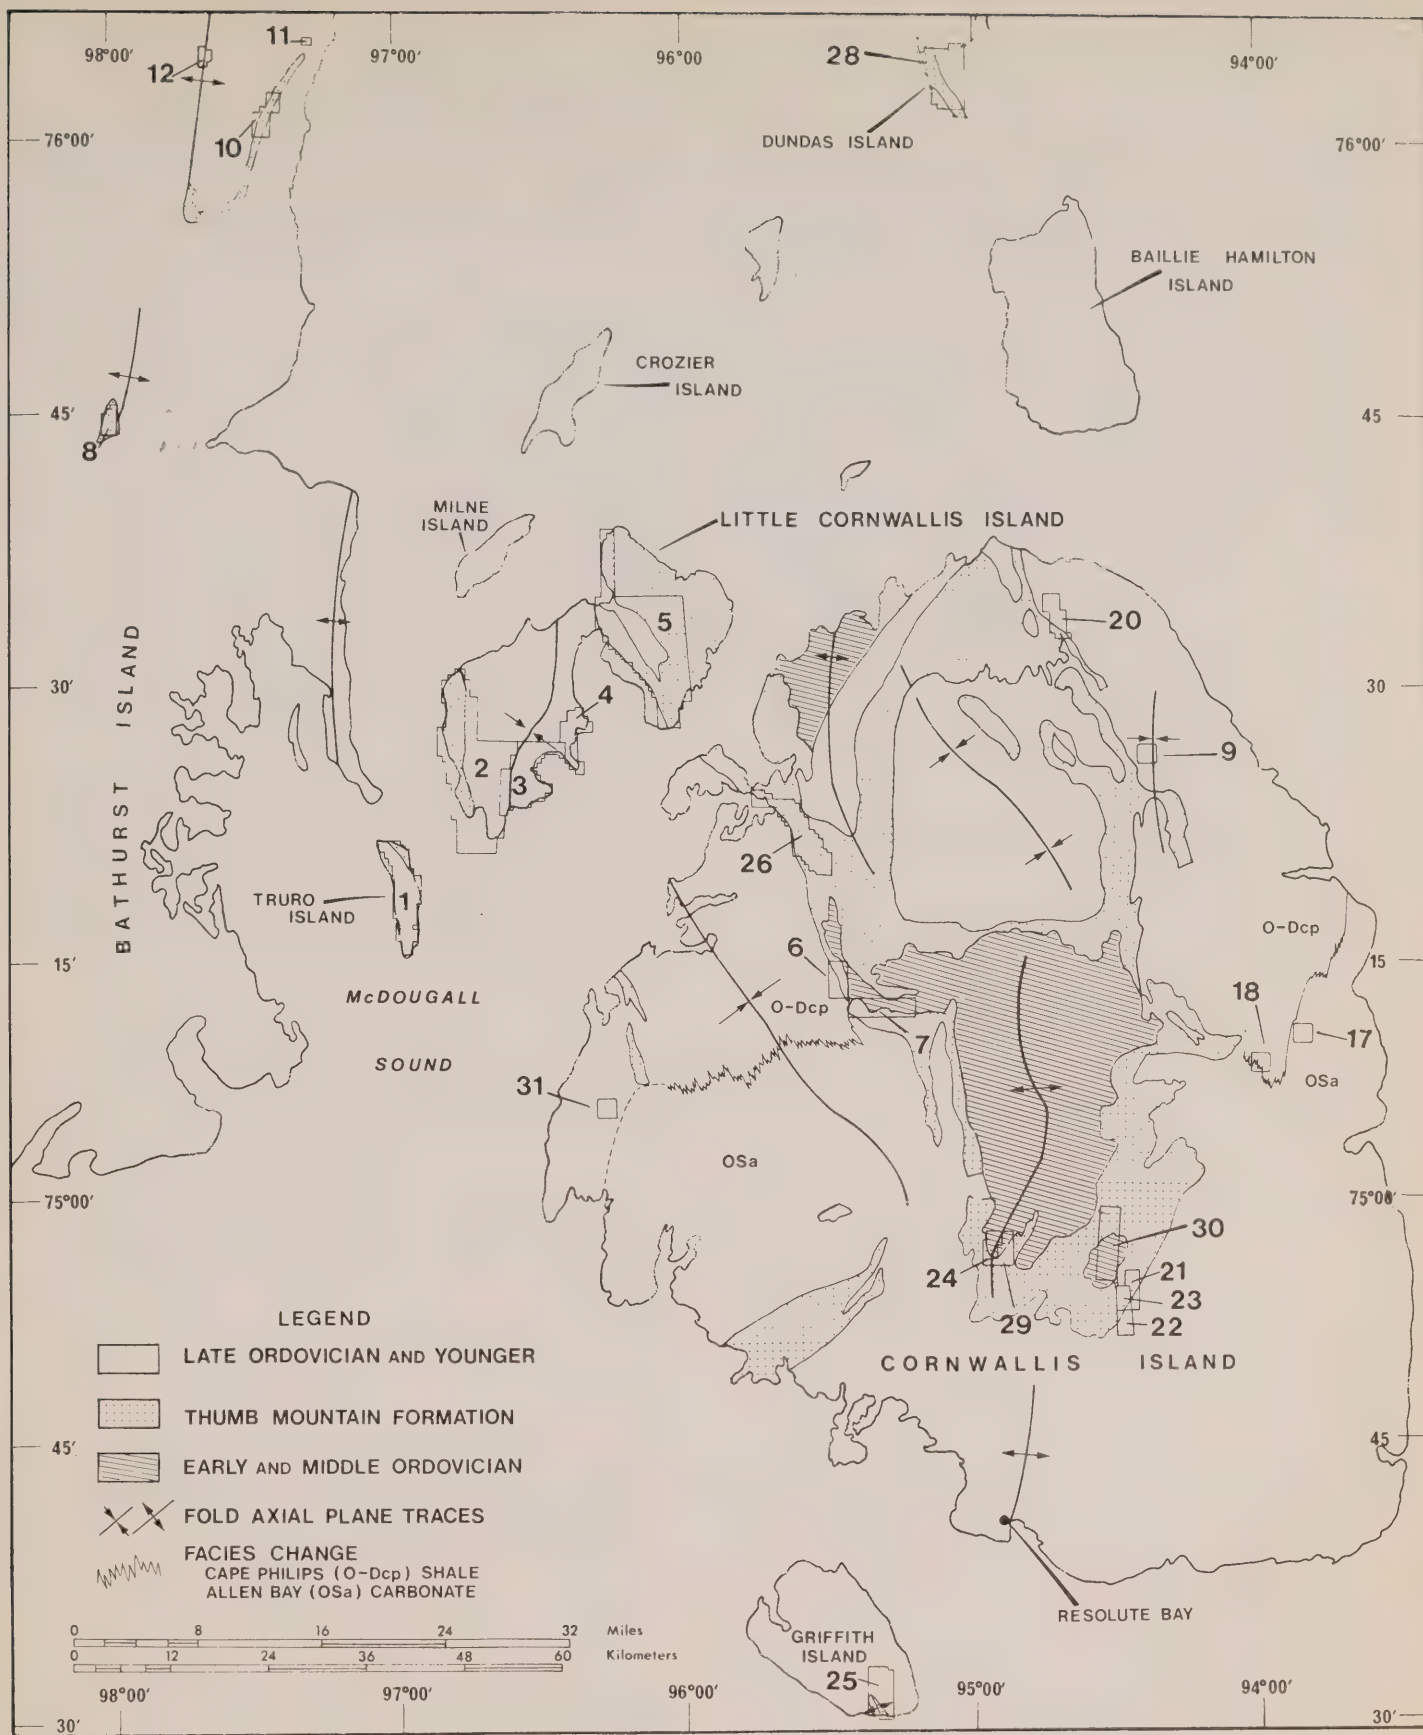 98°00′
97°00′
96°00′
94°00′
11
12
28
10
76°00′
DUNDAS ISLAND
76°00′
BAILLIE HAMILTON
ISLAND
CROZIER
ISLAND
45′
45
8
MILNE
ISLAND
LITTLE CORNWALLIS ISLAND
5
20
BATHURST ISLAND
30′
30
4
2
3
9
26
TRURO
ISLAND
1
O-Dcp
6
15′
15
McDOUGALL
SOUND
O-Dcp
7
18
17
OSa
31
OSa
75°00′
75°00′
30
24
21
23
29
22
CORNWALLIS ISLAND
LEGEND
LATE ORDOVICIAN AND YOUNGER
THUMB MOUNTAIN FORMATION
EARLY AND MIDDLE ORDOVICIAN
FOLD AXIAL PLANE TRACES
FACIES CHANGE
CAPE PHILIPS (O-Dcp) SHALE
ALLEN BAY (OSa) CARBONATE
45′
45
RESOLUTE BAY
0 8 16 24 32 Miles
0 12 24 36 48 60 Kilometers
GRIFFITH
ISLAND
25
98°00′
97°00′
96°00′
95°00′
94°00′
30′
30′